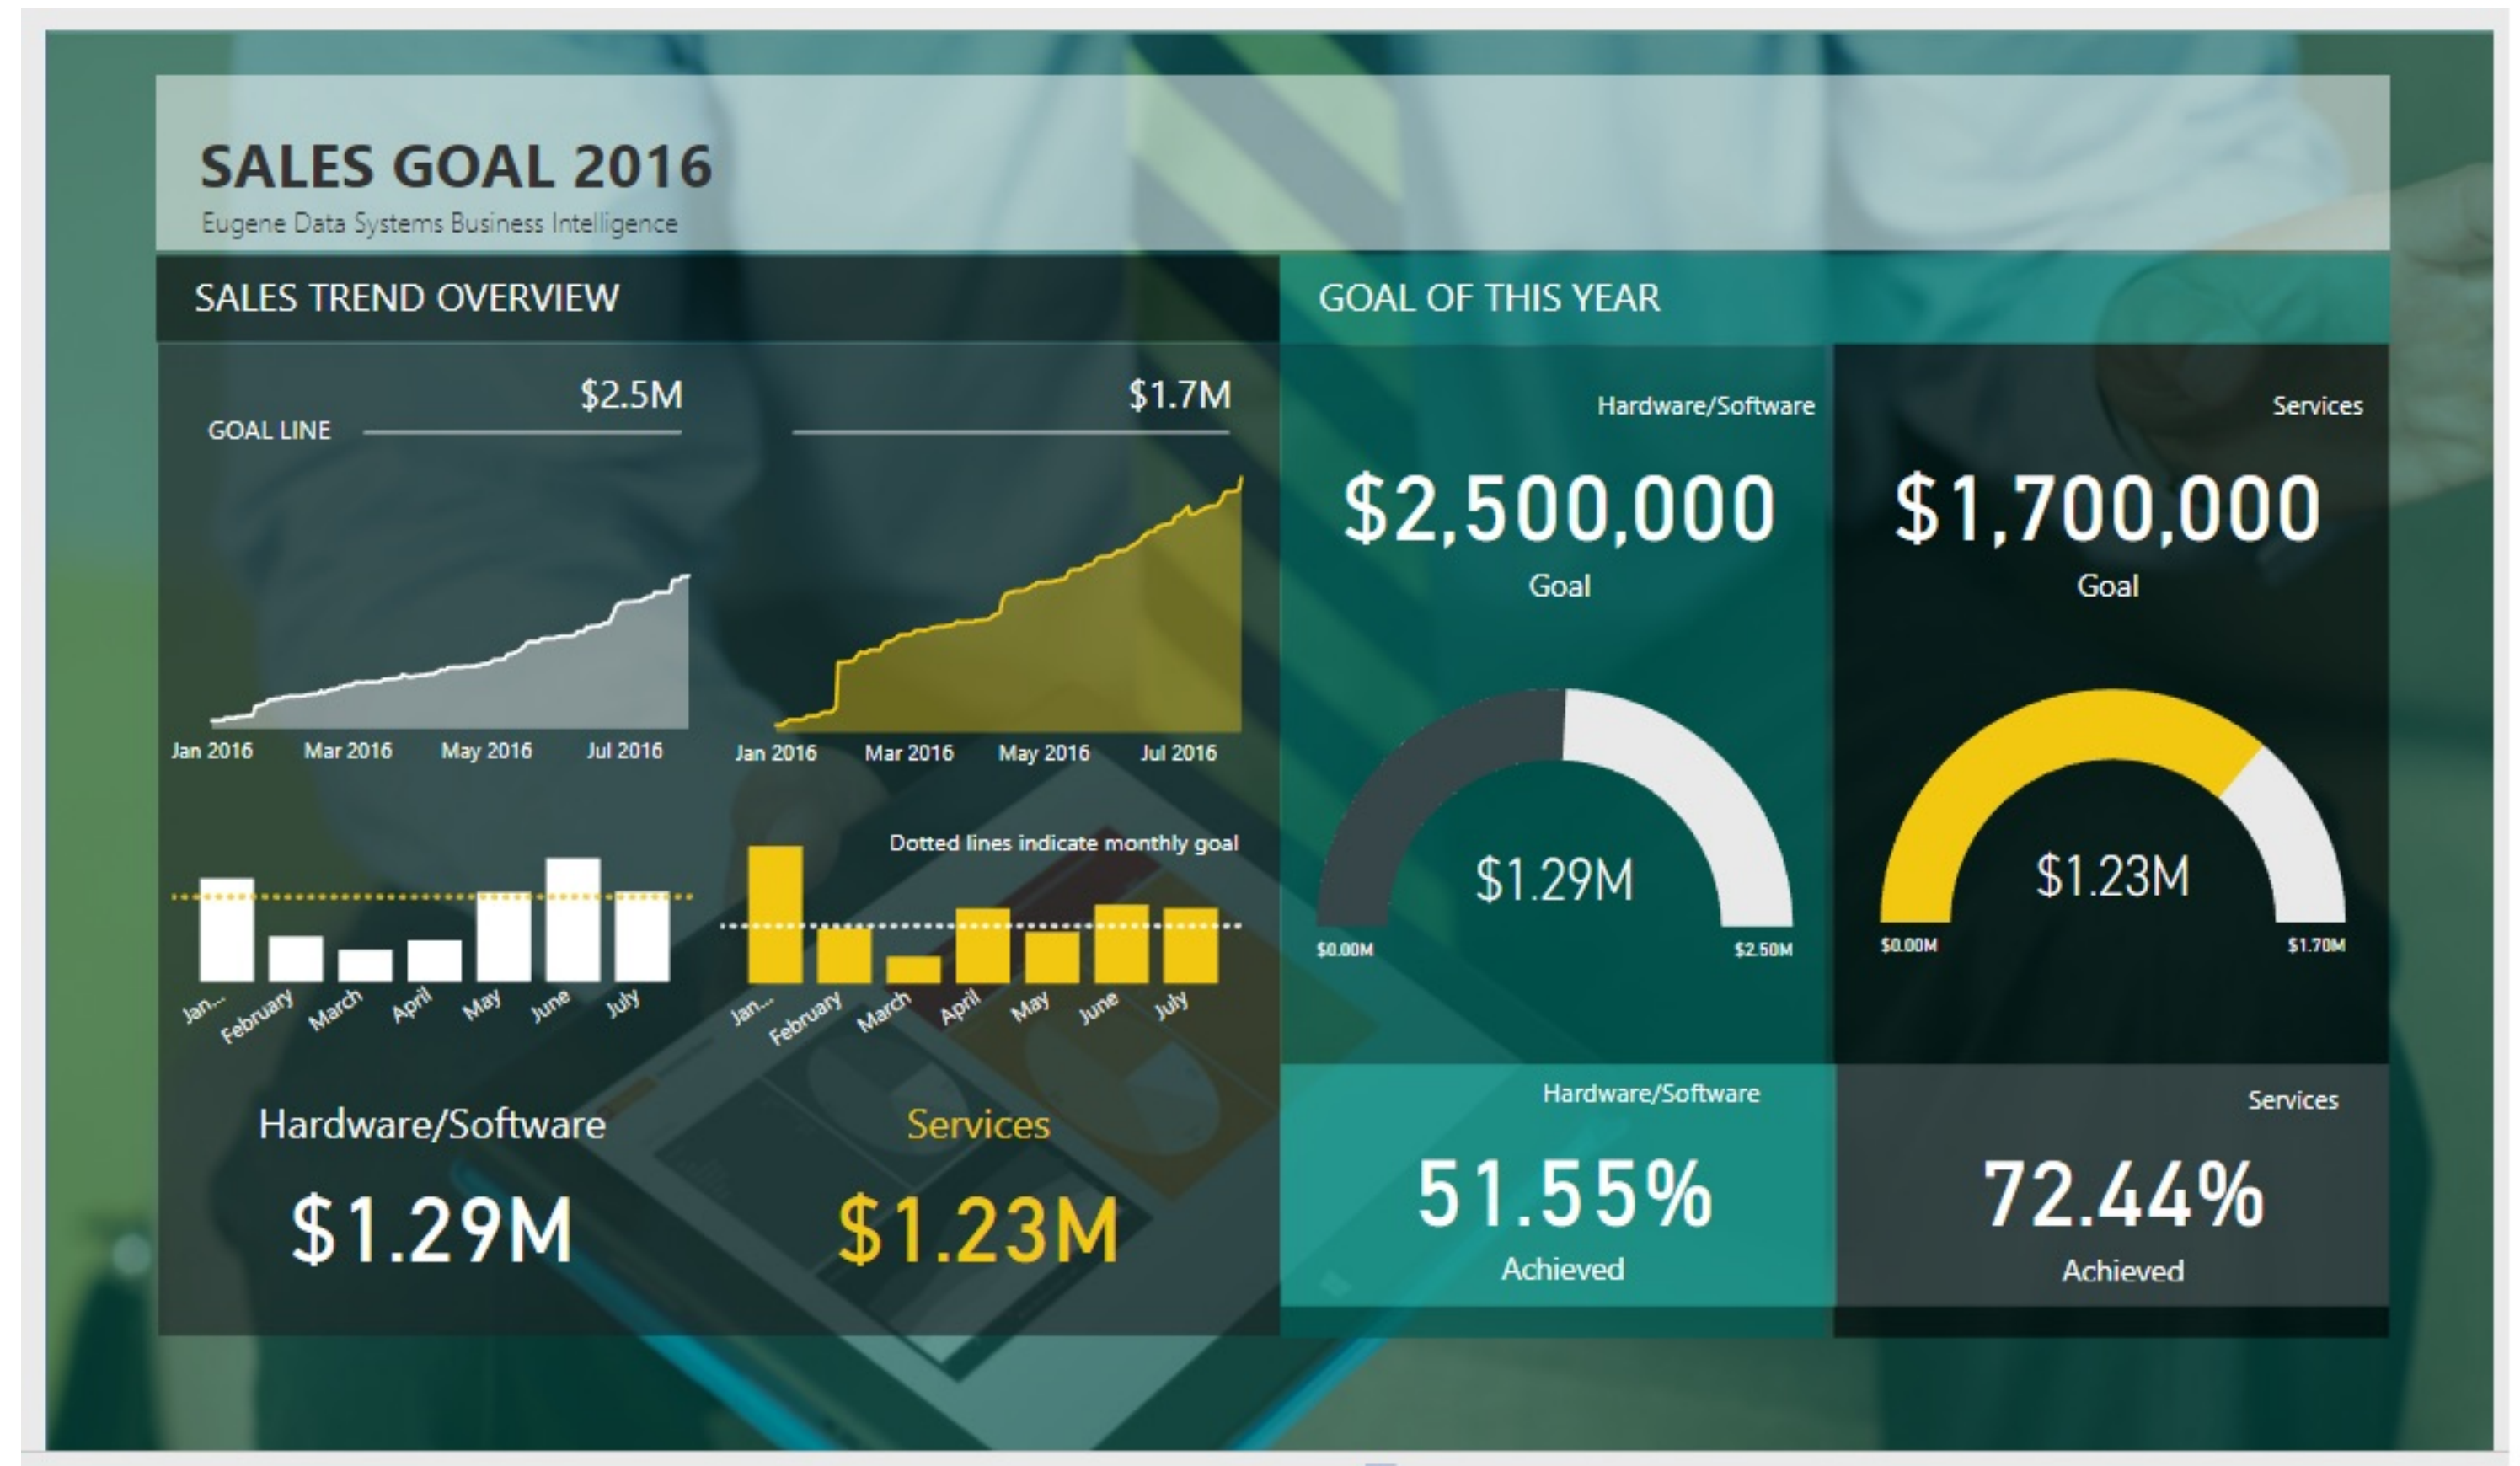 SALES GOAL 2016
Eugene Data Systems Business Intelligence
SALES TREND OVERVIEW
GOAL LINE
$2.5M
$1.7M
Jan 2016 Mar 2016 May 2016 Jul 2016
Jan 2016 Mar 2016 May 2016 Jul 2016
Dotted lines indicate monthly goal
Jan... February March April May June July
Jan... February March April May June July
Hardware/Software
$1.29M
Services
$1.23M
GOAL OF THIS YEAR
Hardware/Software
$2,500,000
Goal
$1.29M
$0.00M $2.50M
Services
$1,700,000
Goal
$1.23M
$0.00M $1.70M
Hardware/Software
51.55%
Achieved
Services
72.44%
Achieved